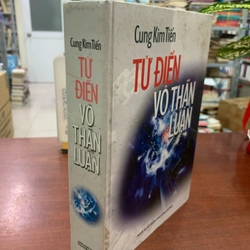 Cung Kim Tiến
TỪ ĐIỂN
VÔ THẦN
LUẬN
Cung Kim Tiến
TỪ ĐIỂN
VÔ THẦN
LUẬN